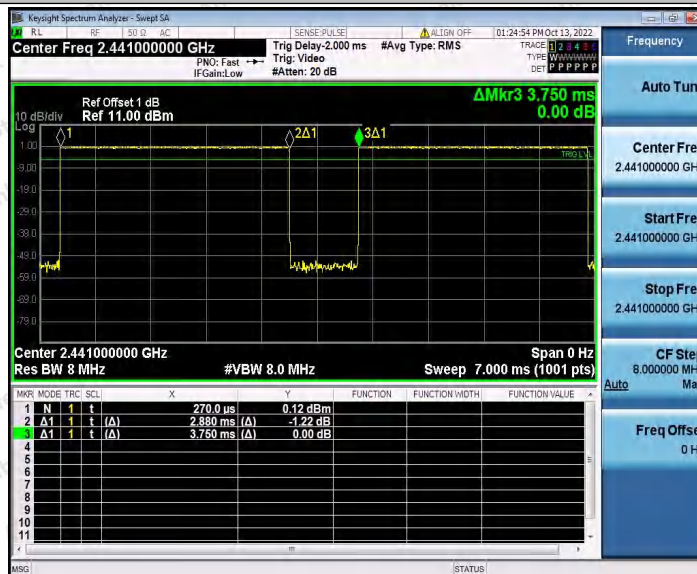 Keysight Spectrum Analyzer - Swept SA
RL RF 50 Ω AC SENSE:PULSE ALIGN OFF 01:24:54 PM Oct 13, 2022
Center Freq 2.441000000 GHz
PNO: Fast
IFGain:Low
Trig Delay-2.000 ms
Trig: Video
#Atten: 20 dB
#Avg Type: RMS
TRACE 1 2 3 4 5 6
TYPE WWWWWW
DET P P P P P P
Ref Offset 1 dB
10 dB/div Ref 11.00 dBm
ΔMkr3 3.750 ms
0.00 dB
Log
1 2Δ1 3Δ1
1.00
TRIG LVL
-9.00
-19.0
-29.0
-39.0
-49.0
-59.0
-69.0
-79.0
Center 2.441000000 GHz Span 0 Hz
Res BW 8 MHz #VBW 8.0 MHz Sweep 7.000 ms (1001 pts)
MKR MODE TRC SCL X Y FUNCTION FUNCTION WIDTH FUNCTION VALUE
1 N 1 t 270.0 µs 0.12 dBm
2 Δ1 1 t (Δ) 2.880 ms (Δ) -1.22 dB
3 Δ1 1 t (Δ) 3.750 ms (Δ) 0.00 dB
4
5
6
7
8
9
10
11
MSG STATUS
Frequency
Auto Tun
Center Fre
2.441000000 GH
Start Fre
2.441000000 GH
Stop Fre
2.441000000 GH
CF Ste
8.000000 MH
Auto Ma
Freq Offse
0 H